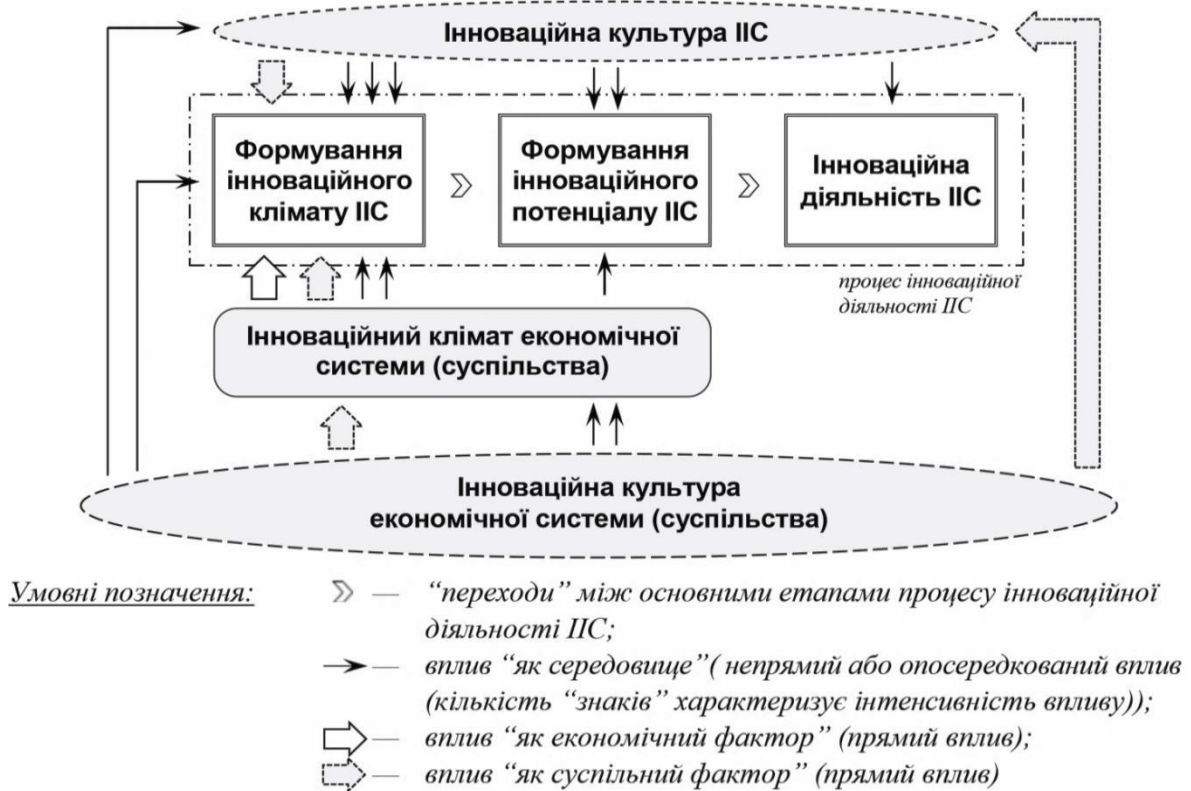 Інноваційна культура ІІС
Формування
інноваційного
клімату ІІС
Формування
інноваційного
потенціалу ІІС
Інноваційна
діяльність ІІС
процес інноваційної
діяльності ІІС
Інноваційний клімат економічної
системи (суспільства)
Інноваційна культура
економічної системи (суспільства)
Умовні позначення:
— “переходи” між основними етапами процесу інноваційної
діяльності ІІС;
— вплив “як середовище”( непрямий або опосередкований вплив
(кількість “знаків” характеризує інтенсивність впливу));
— вплив “як економічний фактор” (прямий вплив);
— вплив “як суспільний фактор” (прямий вплив)